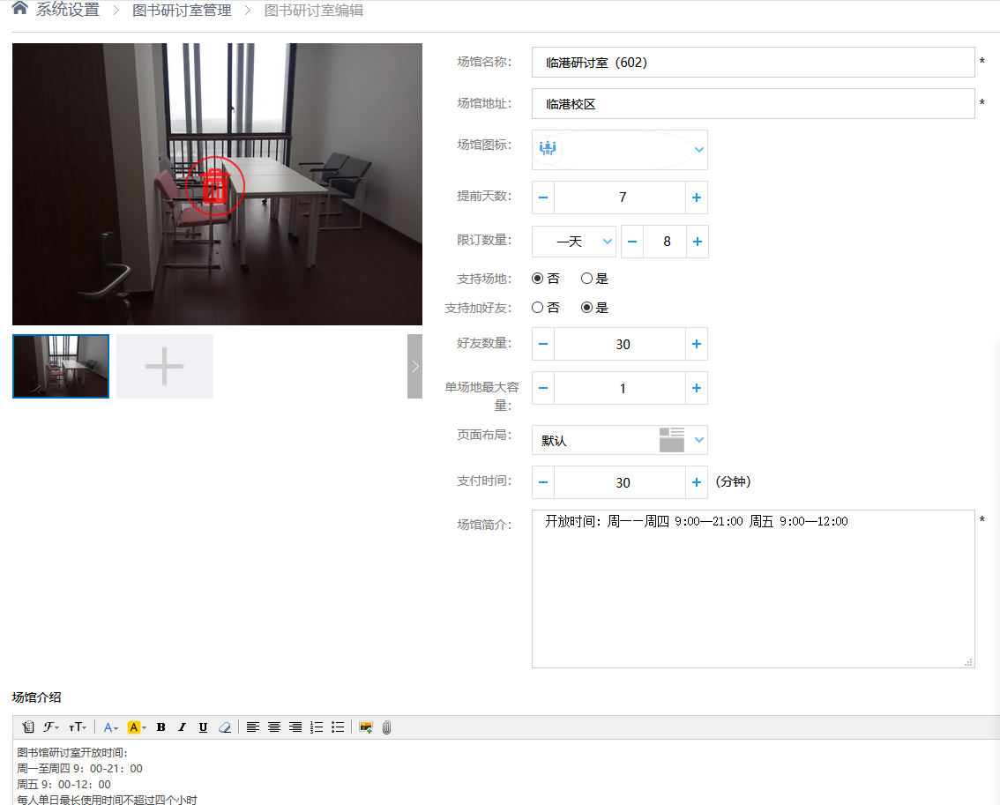 系统设置 > 图书研讨室管理 > 图书研讨室编辑
场馆名称： 临港研讨室（602） *
场馆地址： 临港校区 *
场馆图标：
提前天数： − 7 +
限订数量： 一天 − 8 +
支持场地： 否 是
支持加好友： 否 是
好友数量： − 30 +
单场地最大容
量： − 1 +
页面布局： 默认
支付时间： − 30 + （分钟）
场馆简介： 开放时间：周一一周四 9:00—21:00 周五 9:00—12:00 *
场馆介绍
ℱ тT A A B I U
图书馆研讨室开放时间：
周一至周四 9：00-21：00
周五 9：00-12：00
每人单日最长使用时间不超过四个小时